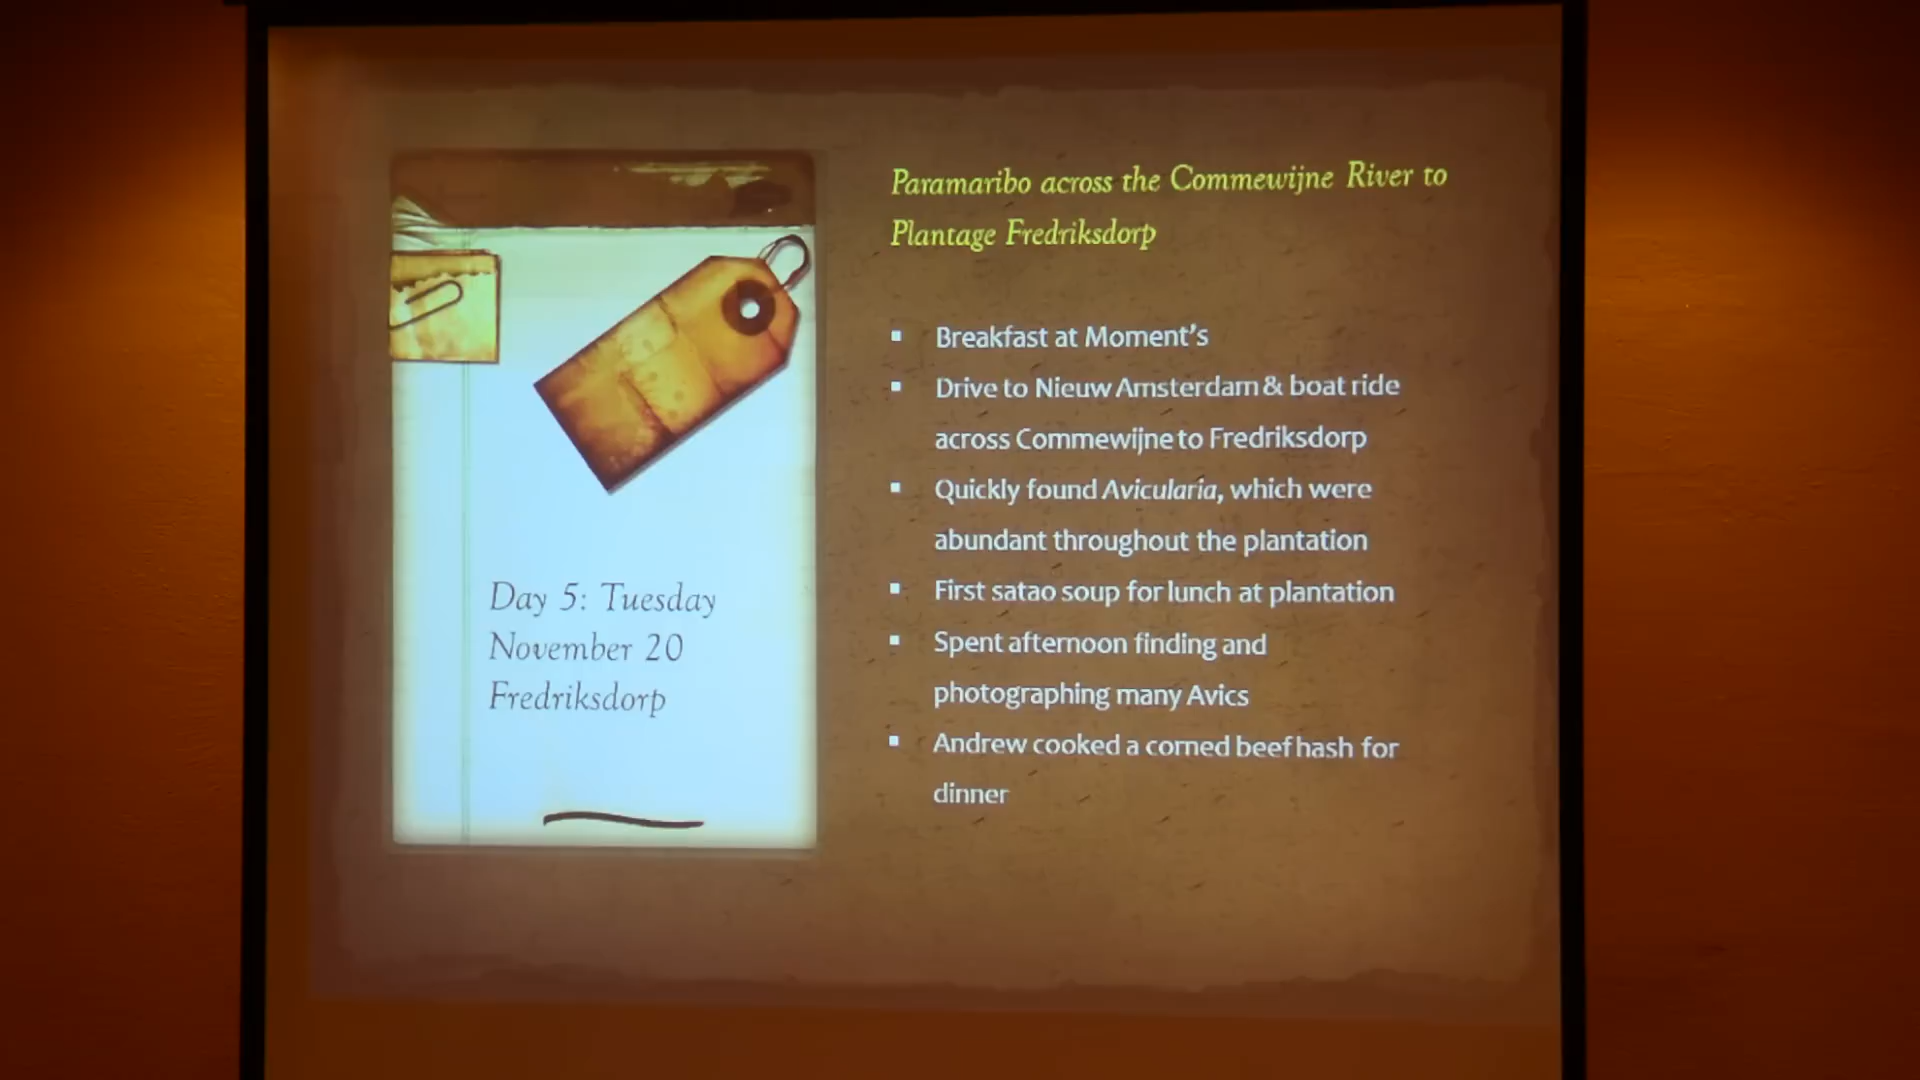 Paramaribo across the Commewijne River to
Plantage Fredriksdorp
Breakfast at Moment's
Drive to Nieuw Amsterdam & boat ride
across Commewijne to Fredriksdorp
Quickly found Avicularia, which were
abundant throughout the plantation
First satao soup for lunch at plantation
Spent afternoon finding and
photographing many Avics
Andrew cooked a corned beef hash for
dinner
Day 5: Tuesday
November 20
Fredriksdorp